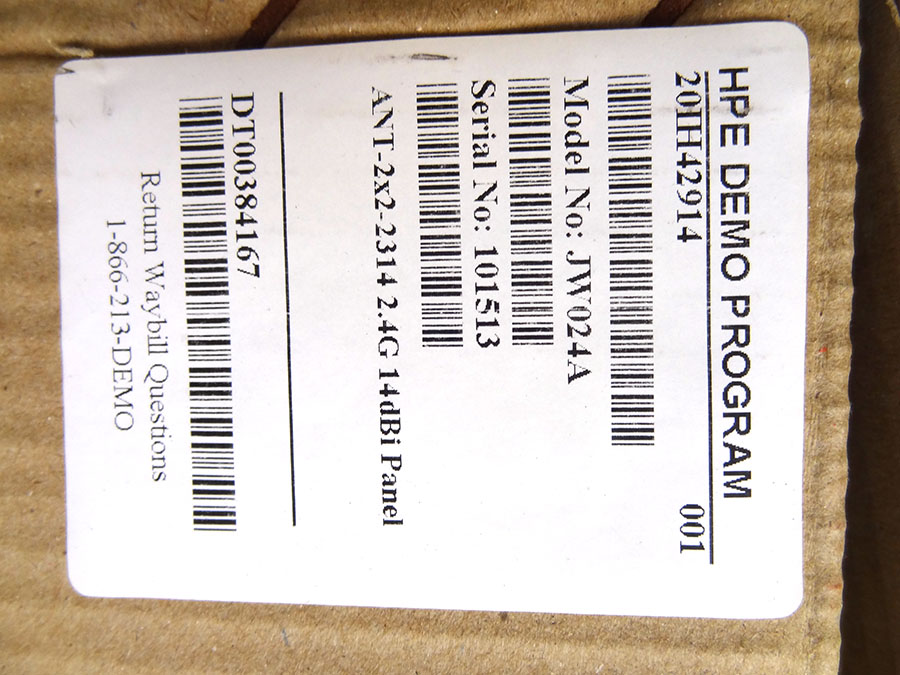 HPE DEMO PROGRAM
20IH42914 001
Model No: JW024A
Serial No: 101513
ANT-2x2-2314 2.4G 14dBi Panel
DT00384167
Return Waybill Questions
1-866-213-DEMO